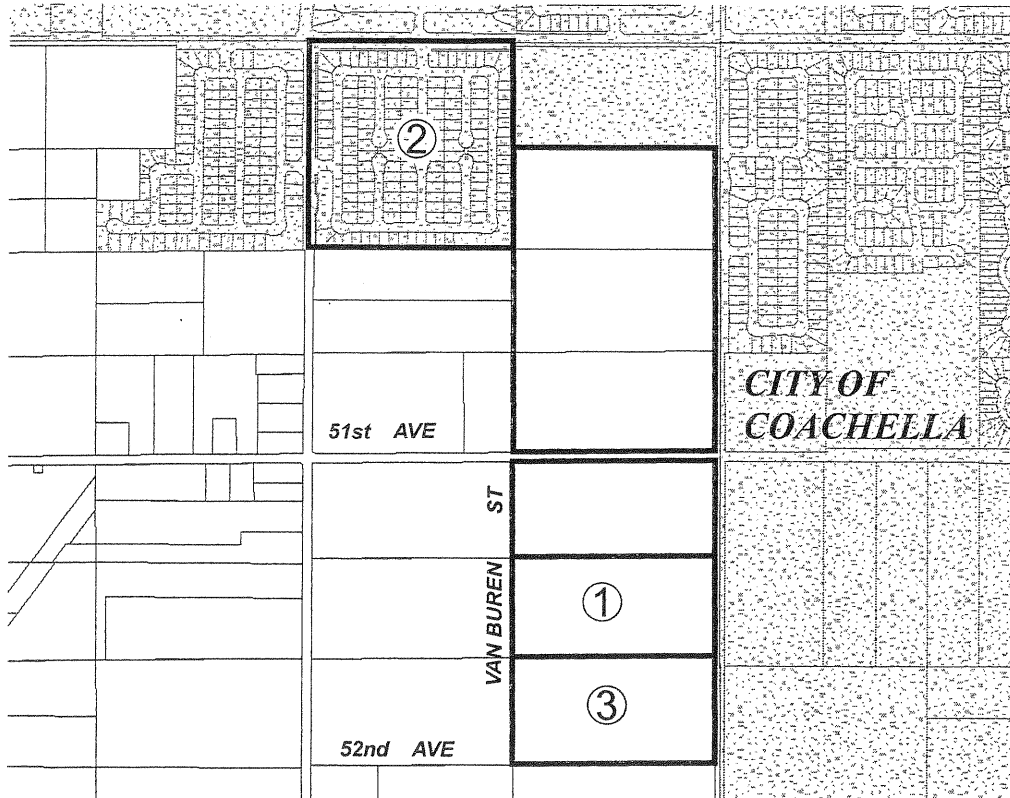 ②
CITY OF
COACHELLA
51st AVE
VAN BUREN ST
①
③
52nd AVE